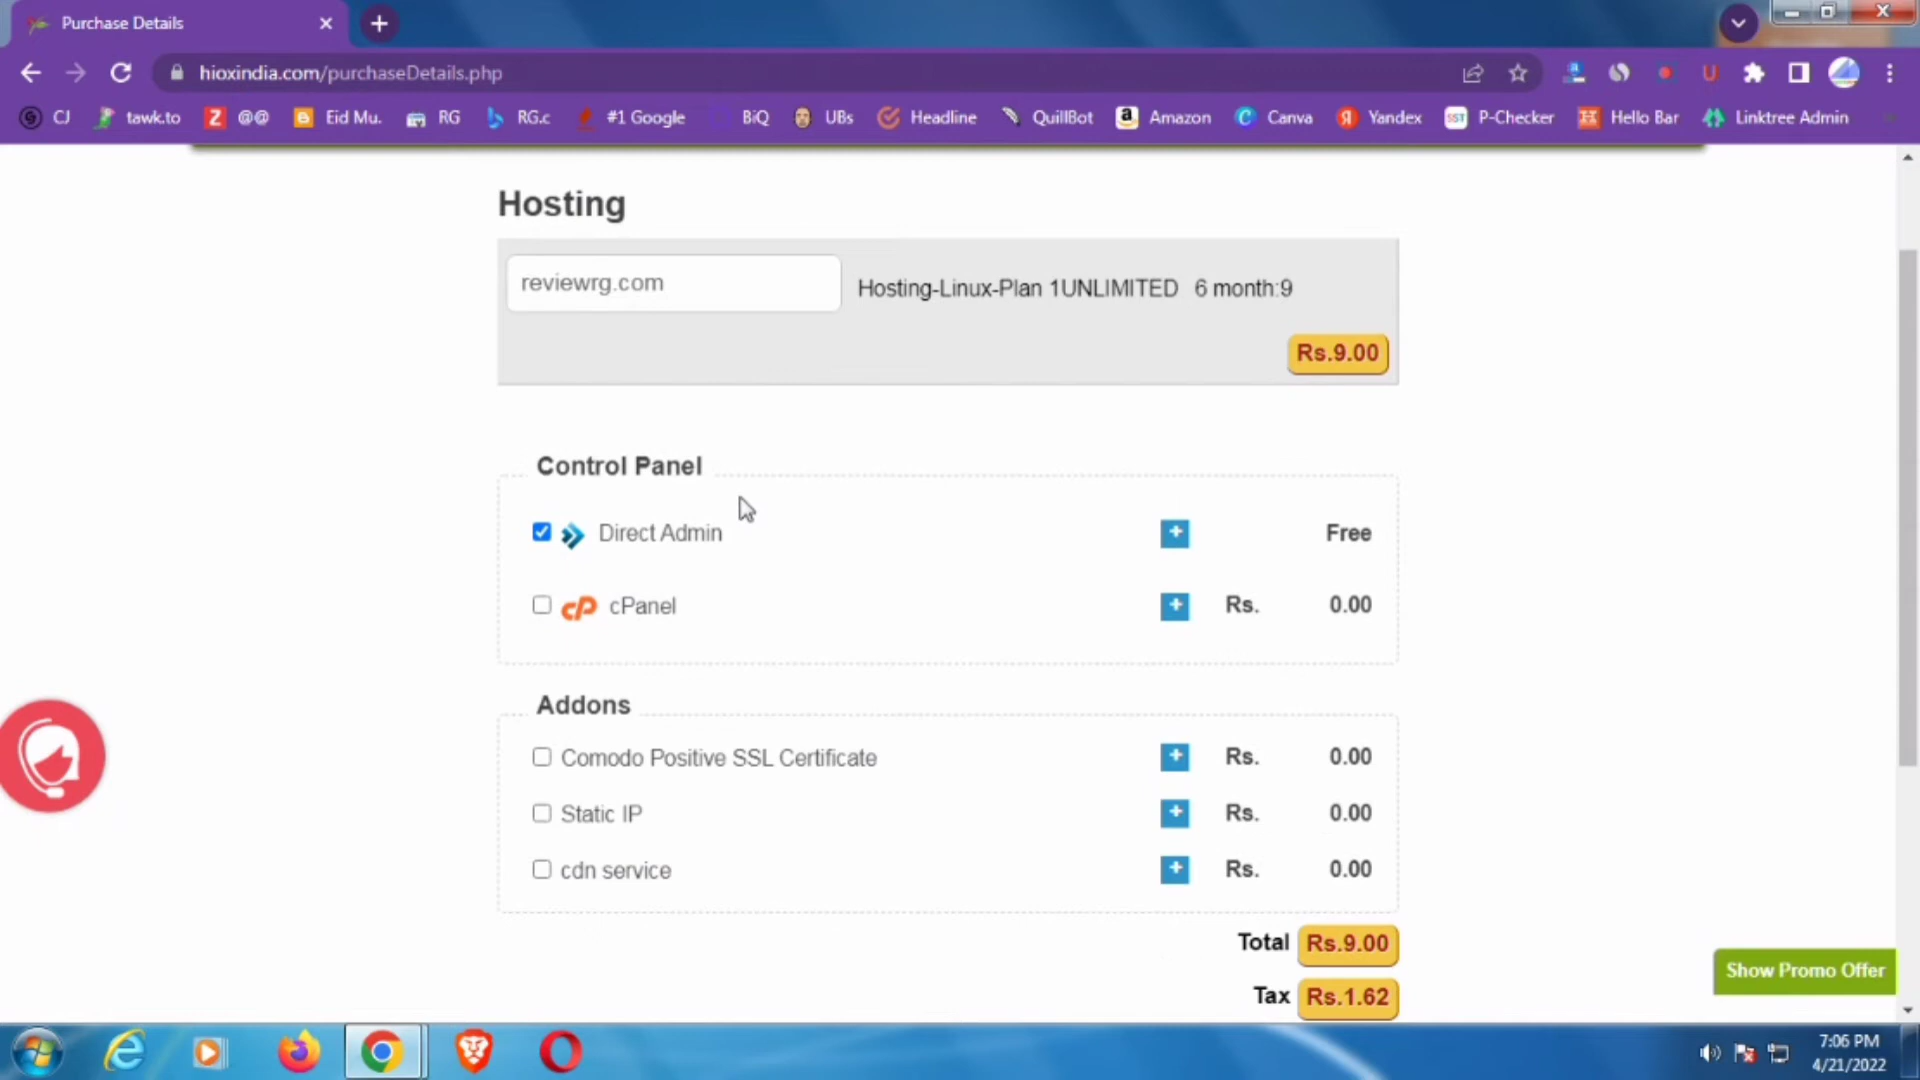 Purchase Details
hioxindia.com/purchaseDetails.php
CJ tawk.to @@ Eid Mu. RG RG.c #1 Google BiQ UBs Headline QuillBot Amazon Canva Yandex P-Checker Hello Bar Linktree Admin
Hosting
reviewrg.com Hosting-Linux-Plan 1UNLIMITED 6 month:9
Rs.9.00
Control Panel
Direct Admin + Free
cP cPanel + Rs. 0.00
Addons
Comodo Positive SSL Certificate + Rs. 0.00
Static IP + Rs. 0.00
cdn service + Rs. 0.00
Total Rs.9.00
Show Promo Offer
Tax Rs.1.62
7:06 PM
4/21/2022